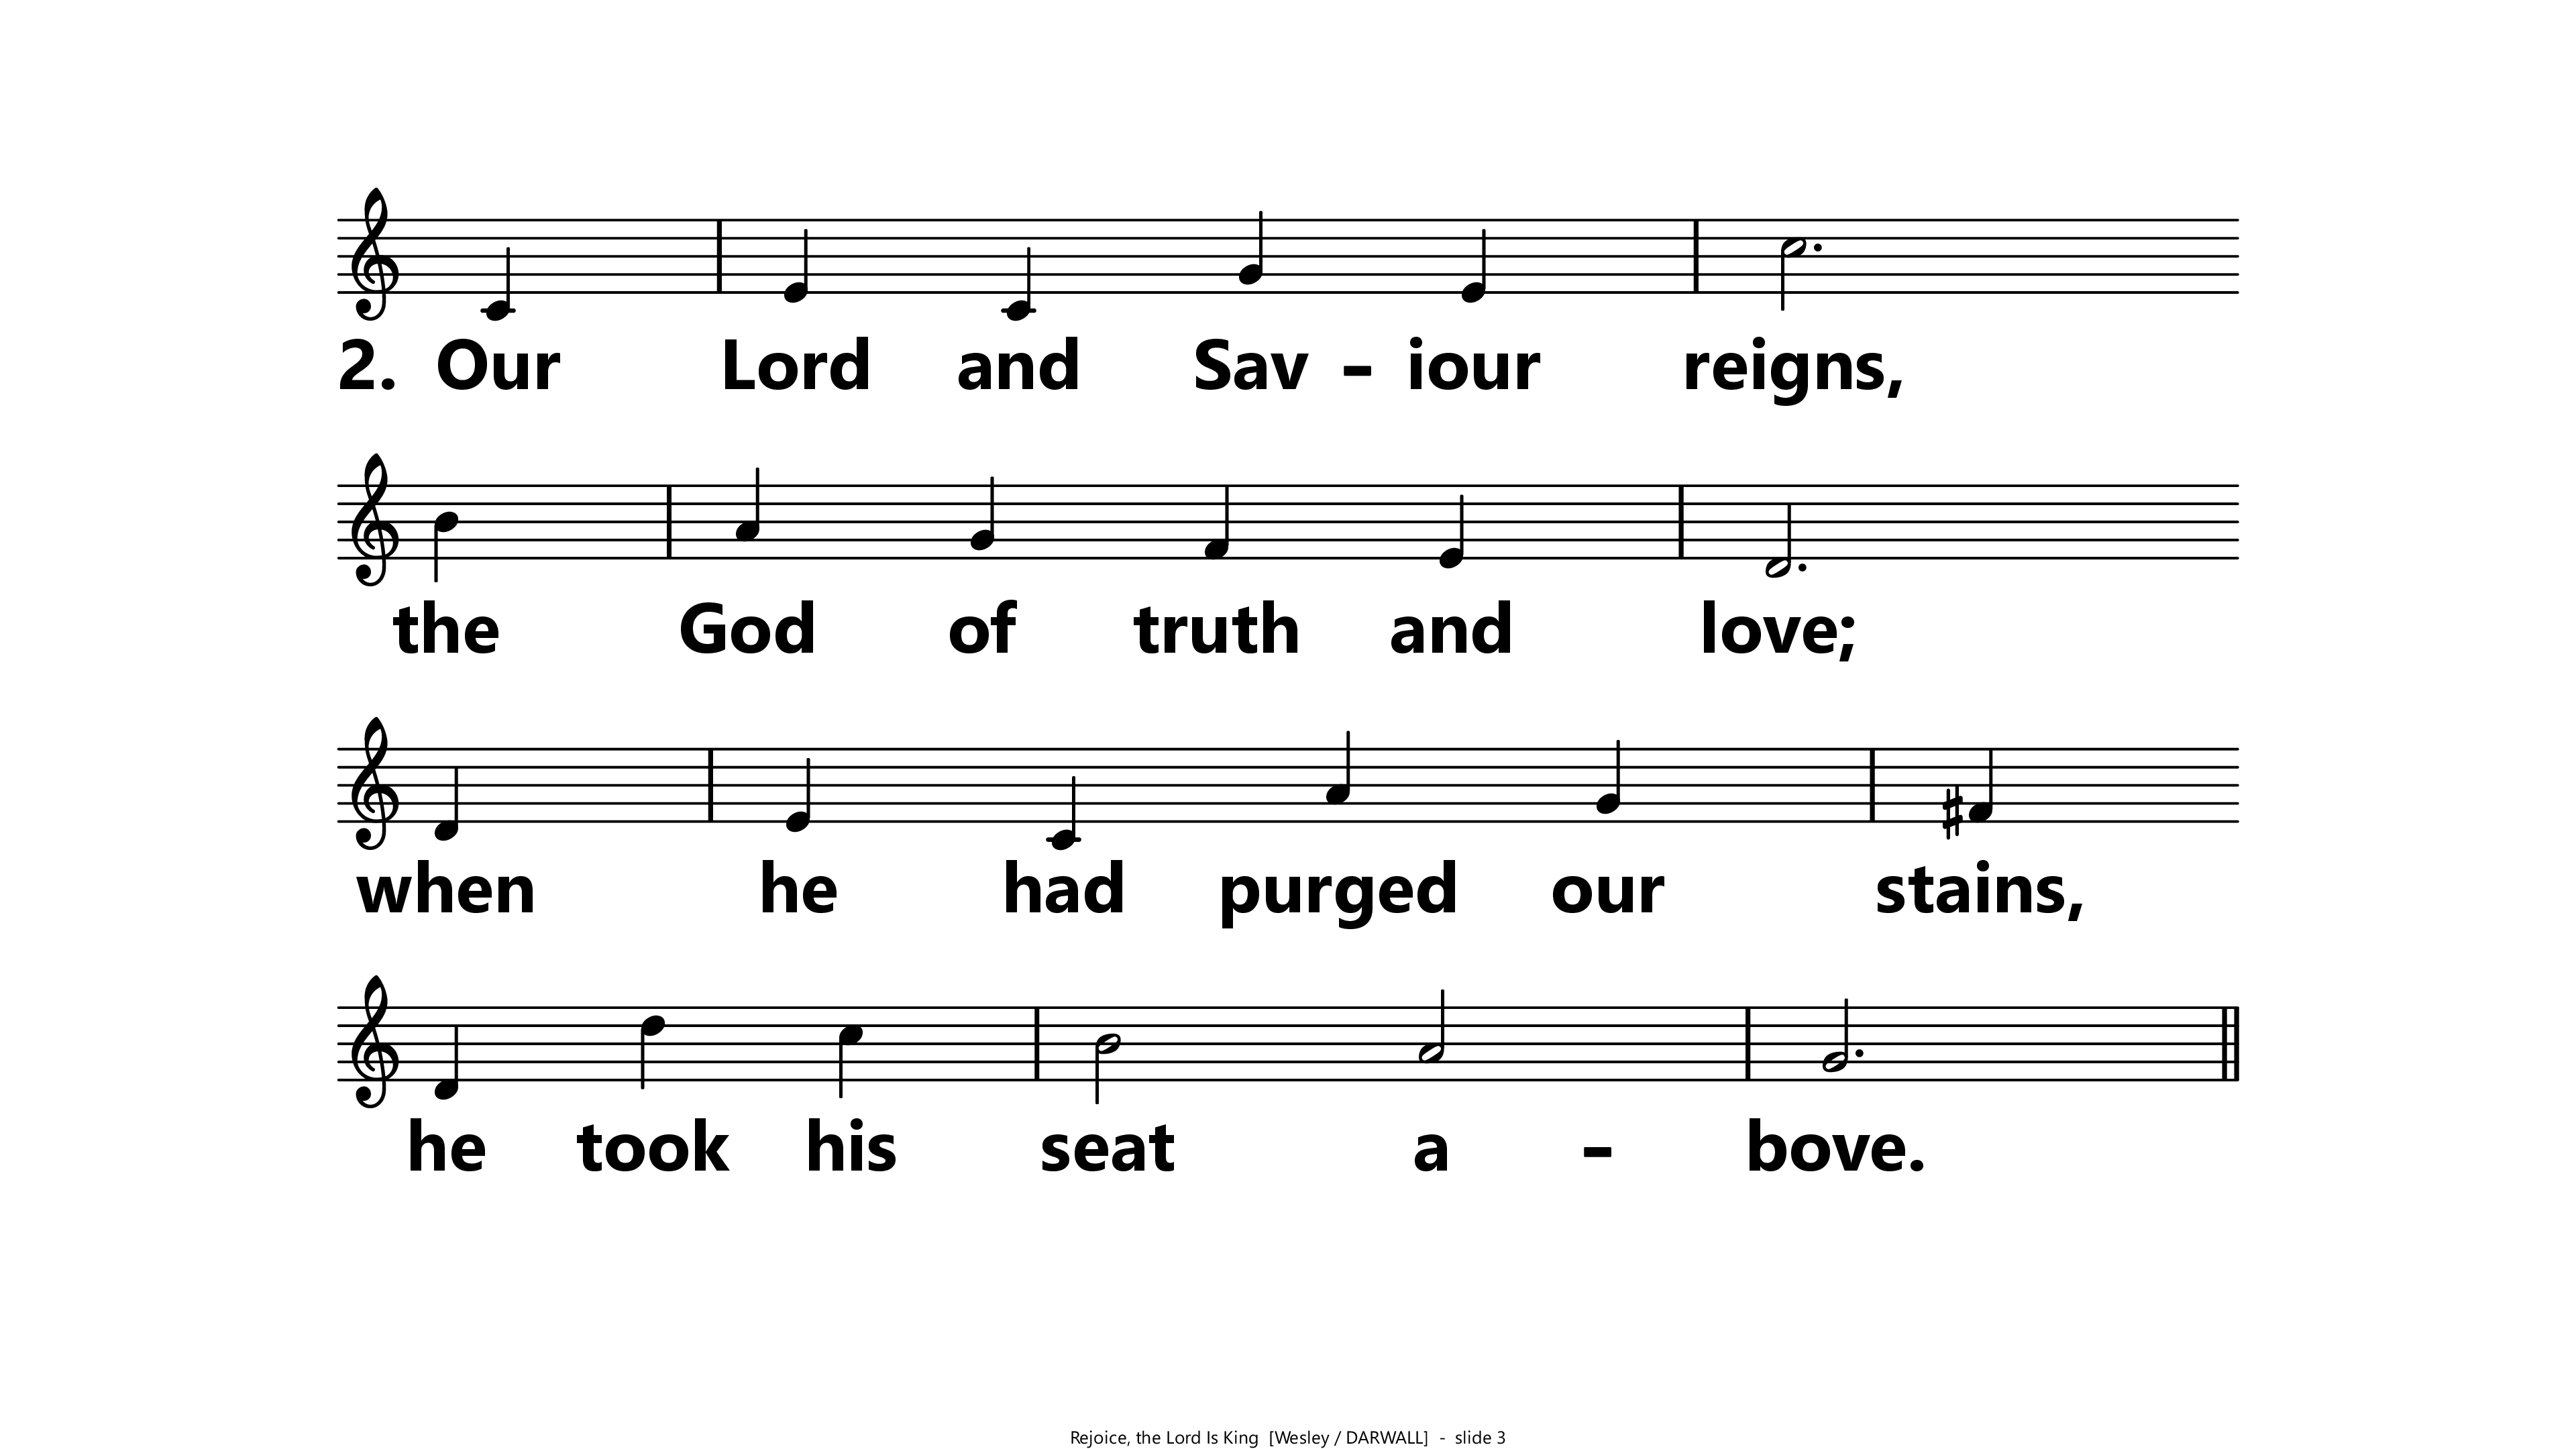 2. Our Lord and Sav - iour reigns,
the God of truth and love;
when he had purged our stains,
he took his seat a - bove.
Rejoice, the Lord Is King [Wesley / DARWALL] - slide 3